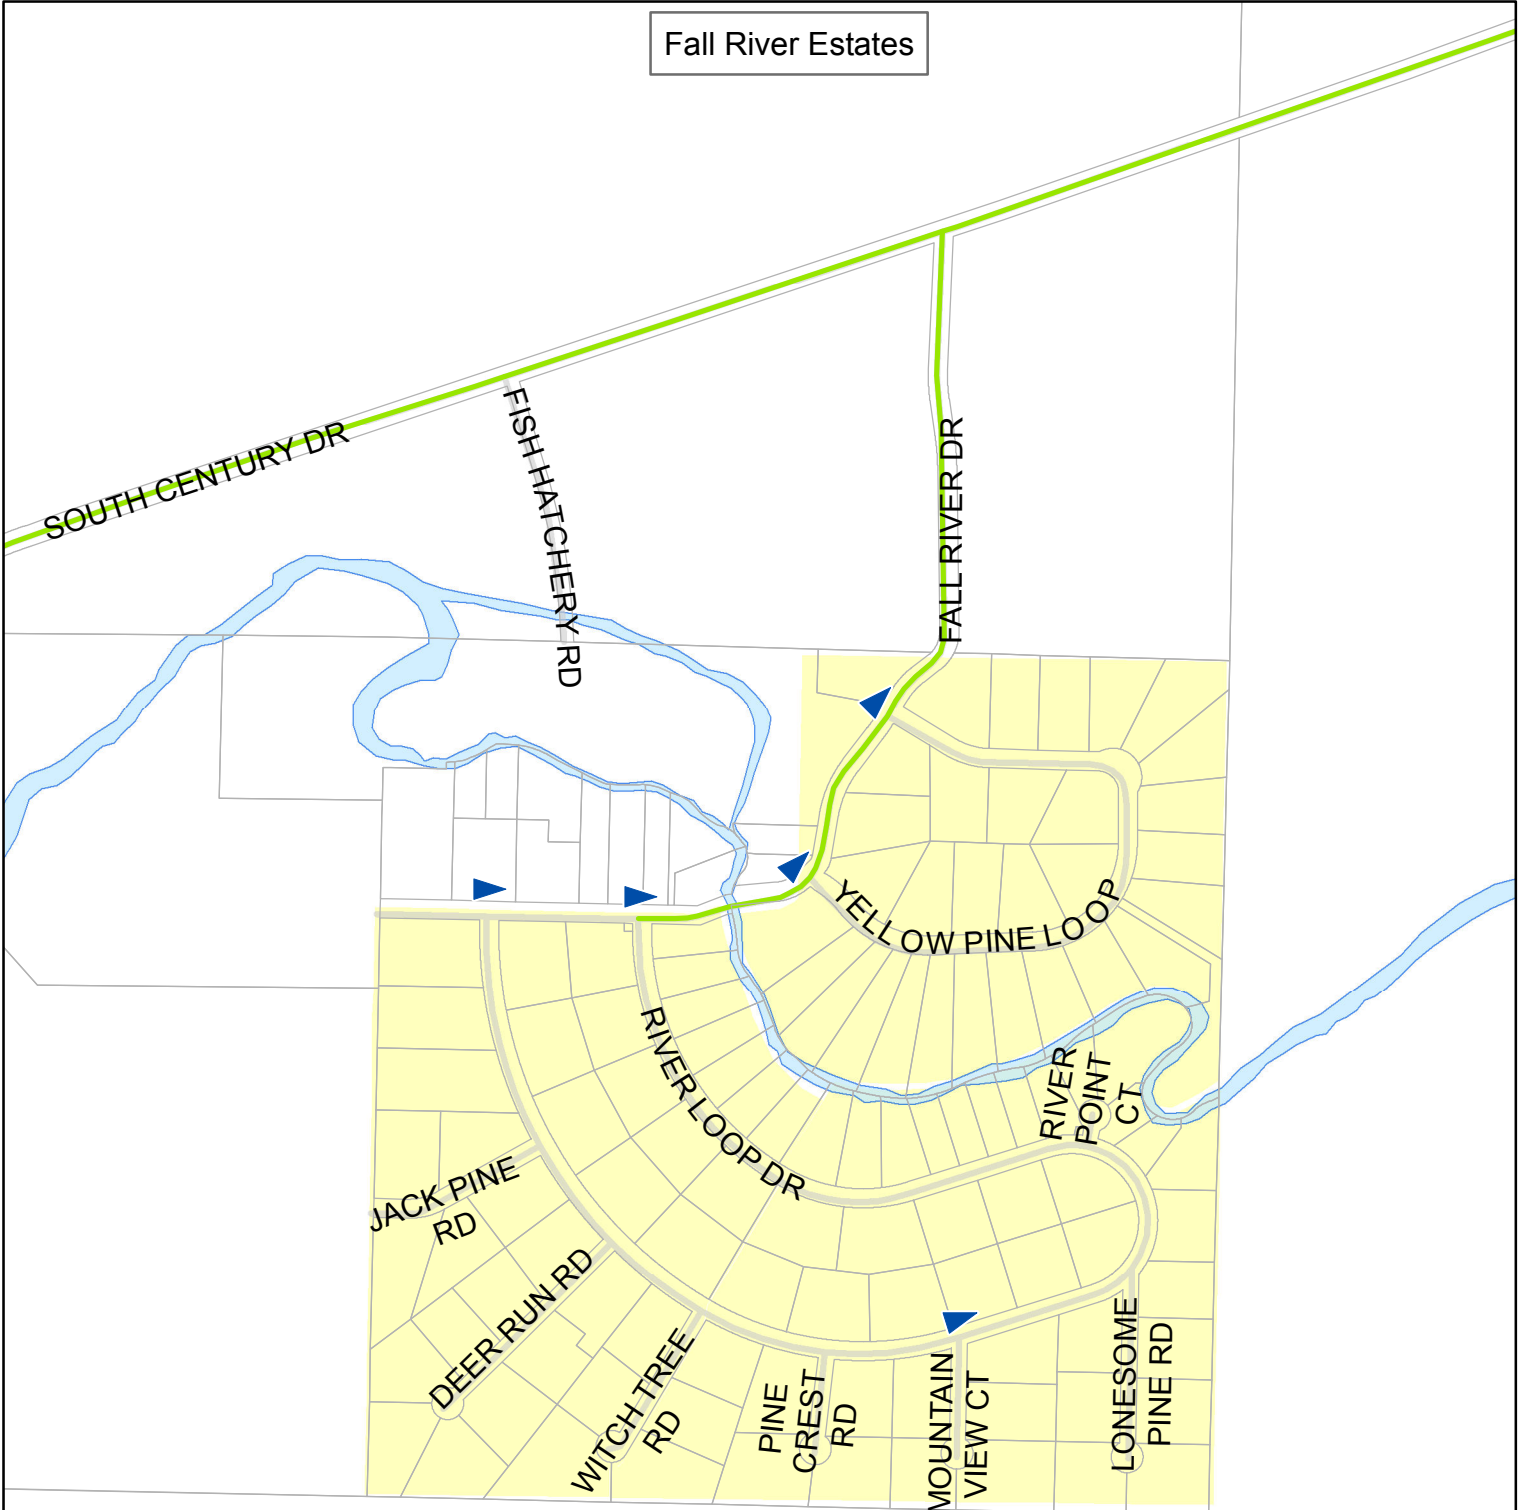 Fall River Estates
SOUTH CENTURY DR
FISH HATCHERY RD
FALL RIVER DR
YELLOW PINE LOOP
RIVER LOOP DR
RIVER
POINT
CT
JACK PINE
RD
DEER RUN RD
WITCH TREE
RD
PINE
CREST
RD
MOUNTAIN
VIEW CT
LONESOME
PINE RD